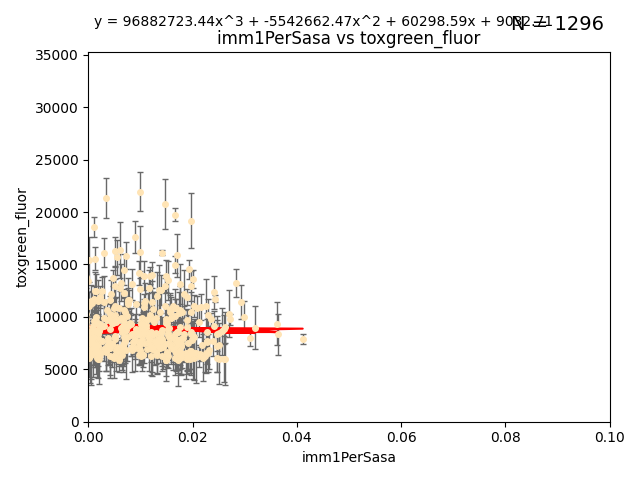 y = 96882723.44x^3 + -5542662.47x^2 + 60298.59x + 9032.71
N = 1296
imm1PerSasa vs toxgreen_fluor
35000
30000
25000
20000
15000
10000
5000
0
toxgreen_fluor
0.00 0.02 0.04 0.06 0.08 0.10
imm1PerSasa